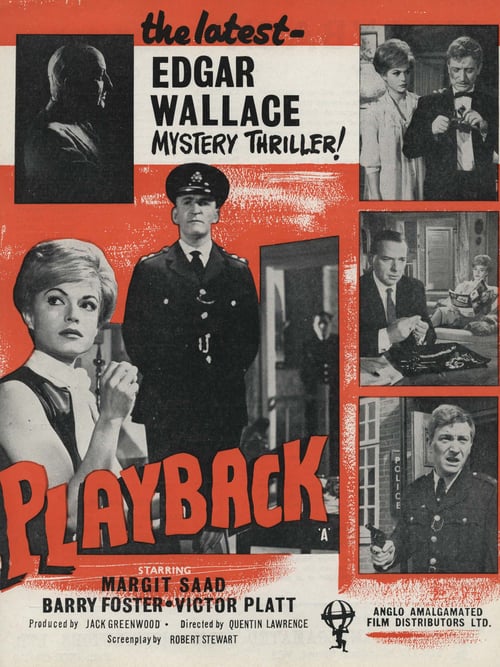 the latest-
EDGAR
WALLACE
MYSTERY THRILLER!
POLICE
PLAYBACK
'A'
STARRING
MARGIT SAAD
BARRY FOSTER • VICTOR PLATT
Produced by JACK GREENWOOD • Directed by QUENTIN LAWRENCE
Screenplay by ROBERT STEWART
ANGLO AMALGAMATED
FILM DISTRIBUTORS LTD.